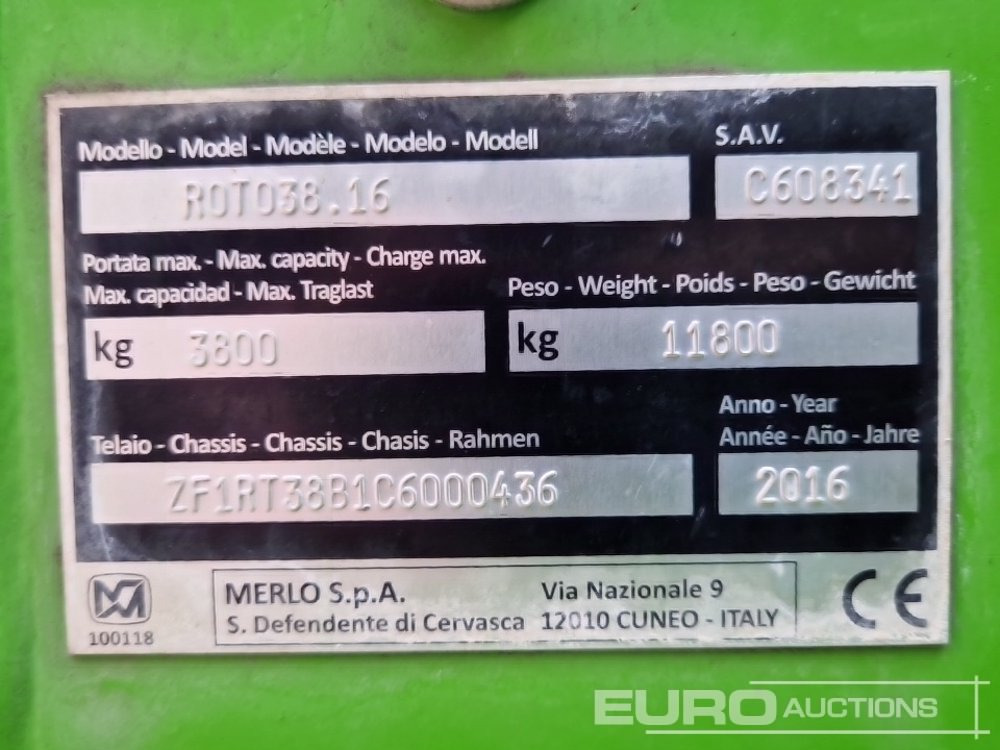 Modello - Model - Modèle - Modelo - Modell
S.A.V.
ROTO38.16
C608341
Portata max. - Max. capacity - Charge max.
Max. capacidad - Max. Traglast
Peso - Weight - Poids - Peso - Gewicht
kg 3800
kg 11800
Telaio - Chassis - Chassis - Chasis - Rahmen
Anno - Year
Année - Año - Jahre
ZF1RT38B1C6000436
2016
100118
MERLO S.p.A. Via Nazionale 9
S. Defendente di Cervasca 12010 CUNEO - ITALY
CE
EURO AUCTIONS